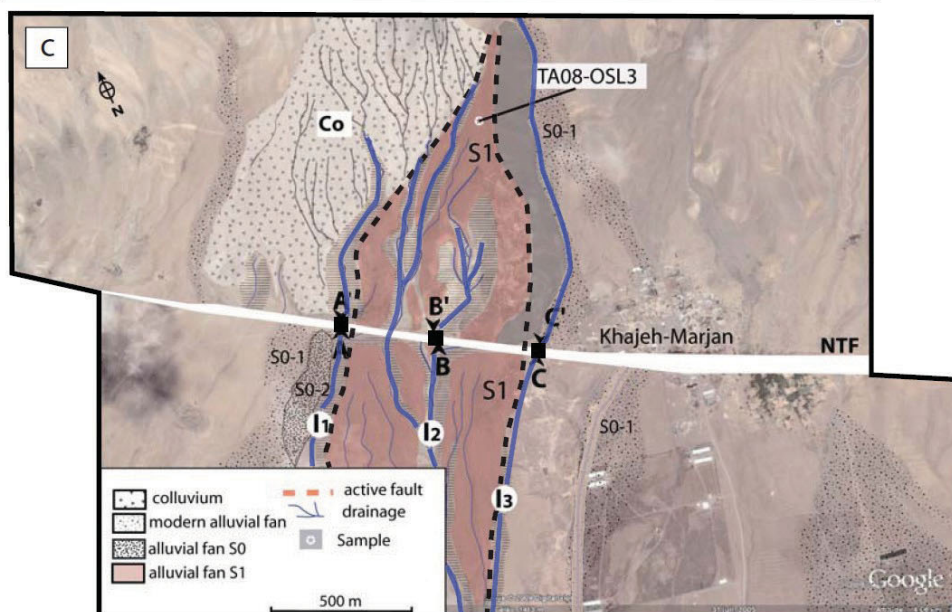 C
N
TA08-OSL3
S0-1
Co
S1
A'
B'
C'
Khajeh-Marjan
NTF
A
B
C
S0-1
S0-2
S1
S0-1
I1
I2
I3
colluvium
modern alluvial fan
alluvial fan S0
alluvial fan S1
active fault
drainage
Sample
500 m
Google